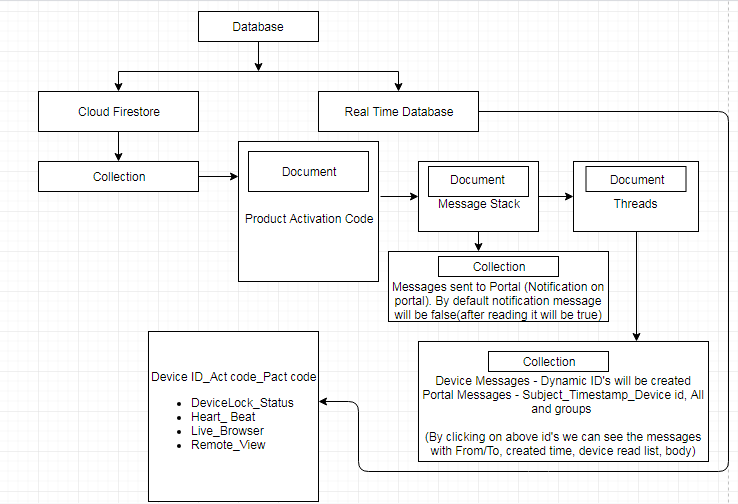 Database
Cloud Firestore
Real Time Database
Collection
Document
Product Activation Code
Document
Message Stack
Document
Threads
Collection
Messages sent to Portal (Notification on
portal). By default notification message
will be false(after reading it will be true)
Collection
Device Messages - Dynamic ID's will be created
Portal Messages - Subject_Timestamp_Device id, All
and groups
(By clicking on above id's we can see the messages
with From/To, created time, device read list, body)
Device ID_Act code_Pact code
• DeviceLock_Status
• Heart_ Beat
• Live_Browser
• Remote_View